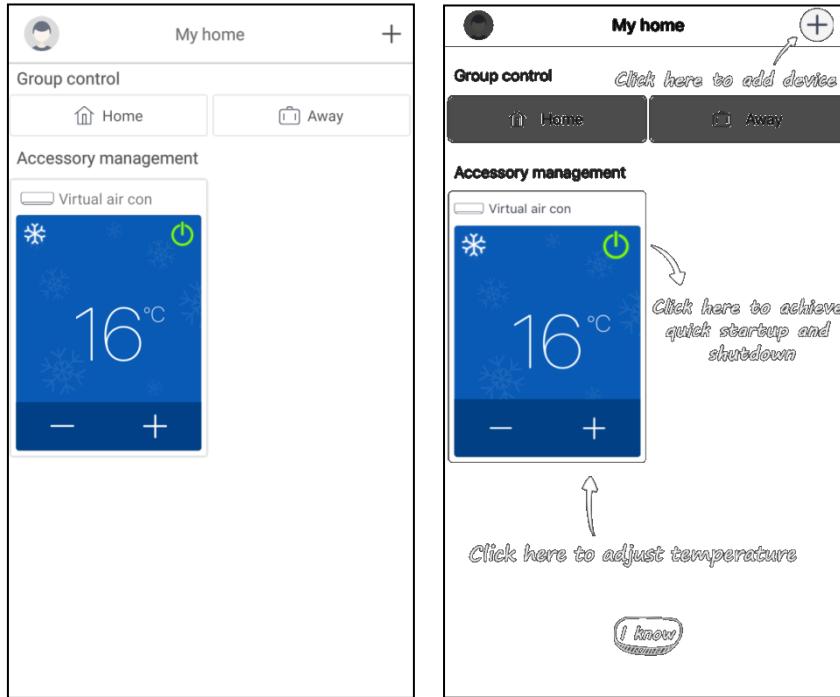 My home
Group control
Home
Away
Accessory management
Virtual air con
16°C
My home
Click here to add device
Group control
Home
Away
Accessory management
Virtual air con
16°C
Click here to achieve
quick startup and
shutdown
Click here to adjust temperature
I know